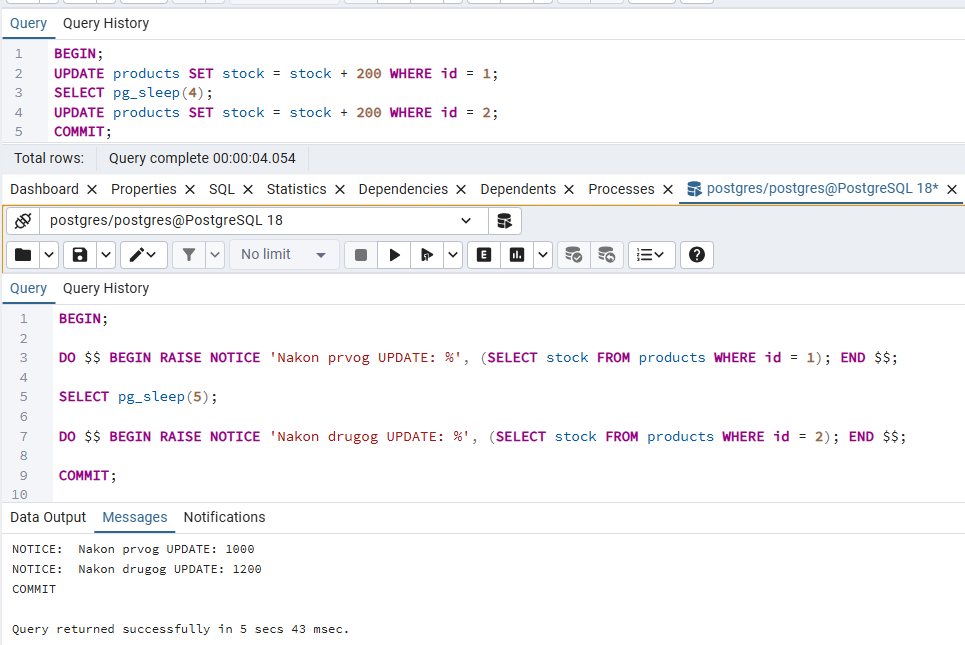 Query Query History
1 BEGIN;
2 UPDATE products SET stock = stock + 200 WHERE id = 1;
3 SELECT pg_sleep(4);
4 UPDATE products SET stock = stock + 200 WHERE id = 2;
5 COMMIT;
Total rows: Query complete 00:00:04.054
Dashboard Properties SQL Statistics Dependencies Dependents Processes postgres/postgres@PostgreSQL 18*
postgres/postgres@PostgreSQL 18
No limit E
Query Query History
1 BEGIN;
2
3 DO $$ BEGIN RAISE NOTICE 'Nakon prvog UPDATE: %', (SELECT stock FROM products WHERE id = 1); END $$;
4
5 SELECT pg_sleep(5);
6
7 DO $$ BEGIN RAISE NOTICE 'Nakon drugog UPDATE: %', (SELECT stock FROM products WHERE id = 2); END $$;
8
9 COMMIT;
10
Data Output Messages Notifications
NOTICE: Nakon prvog UPDATE: 1000
NOTICE: Nakon drugog UPDATE: 1200
COMMIT
Query returned successfully in 5 secs 43 msec.